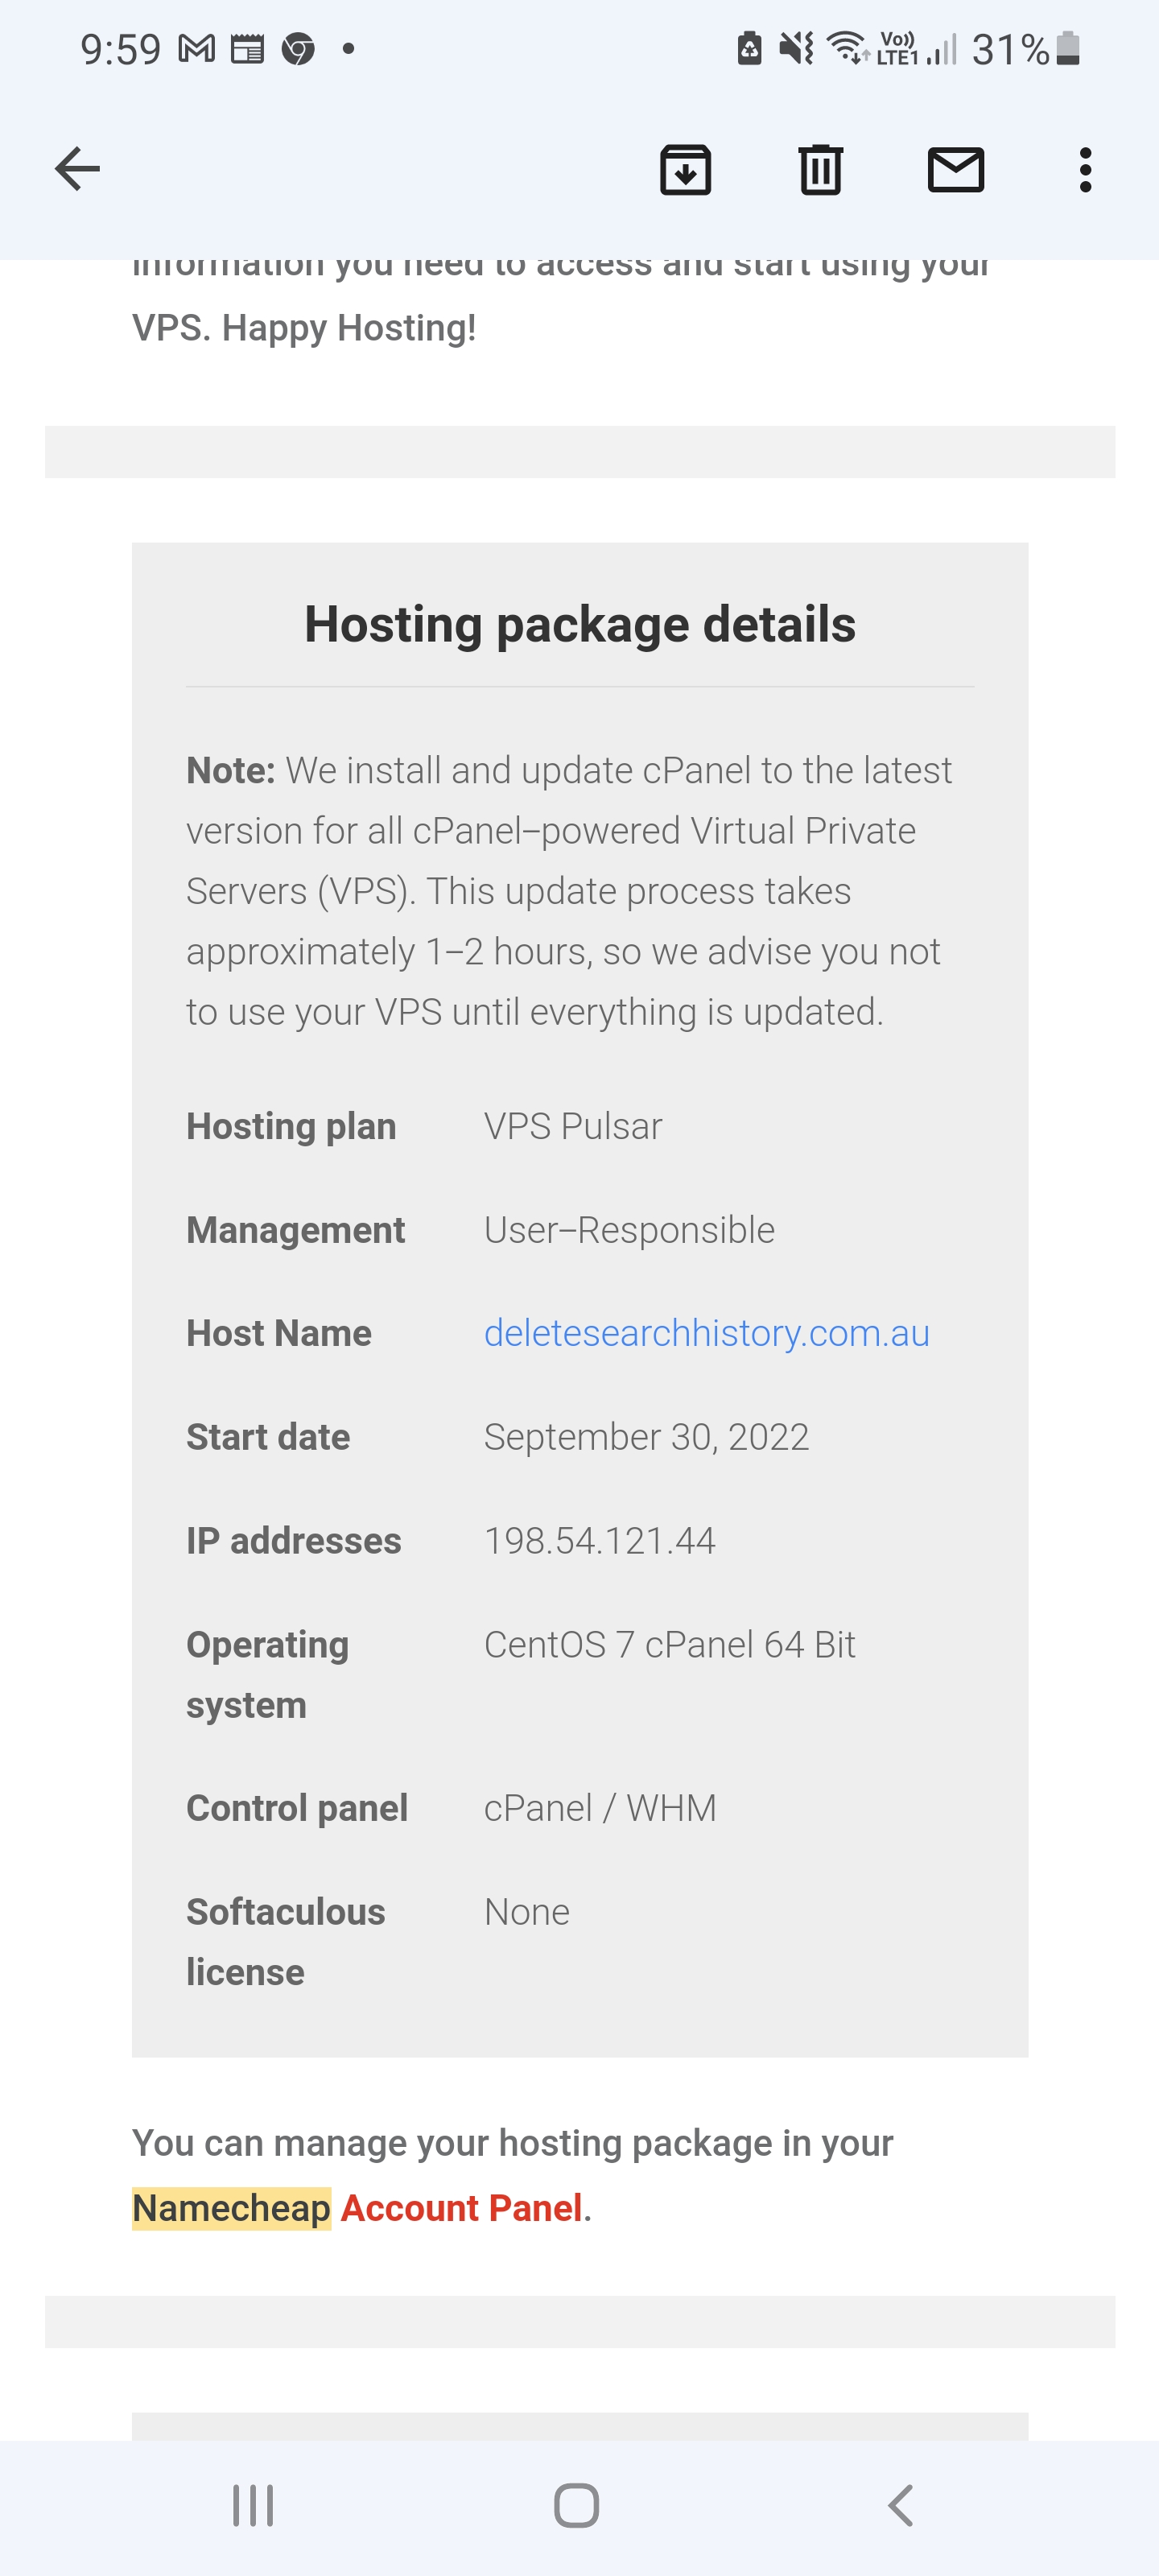 9:59
Vo))
LTE1
31%
information you need to access and start using your
VPS. Happy Hosting!
Hosting package details
Note: We install and update cPanel to the latest
version for all cPanel–powered Virtual Private
Servers (VPS). This update process takes
approximately 1–2 hours, so we advise you not
to use your VPS until everything is updated.
Hosting plan VPS Pulsar
Management User–Responsible
Host Name deletesearchhistory.com.au
Start date September 30, 2022
IP addresses 198.54.121.44
Operating CentOS 7 cPanel 64 Bit
system
Control panel cPanel / WHM
Softaculous None
license
You can manage your hosting package in your
Namecheap Account Panel.